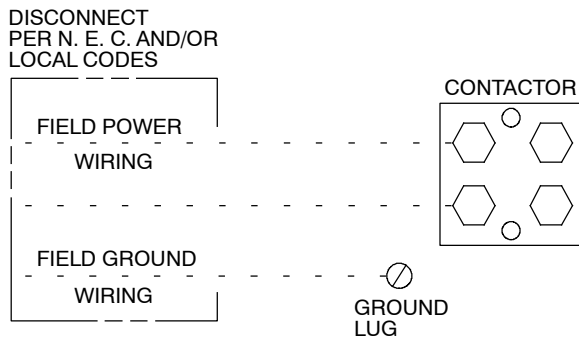 DISCONNECT
PER N. E. C. AND/OR
LOCAL CODES
CONTACTOR
FIELD POWER
WIRING
FIELD GROUND
WIRING
GROUND
LUG